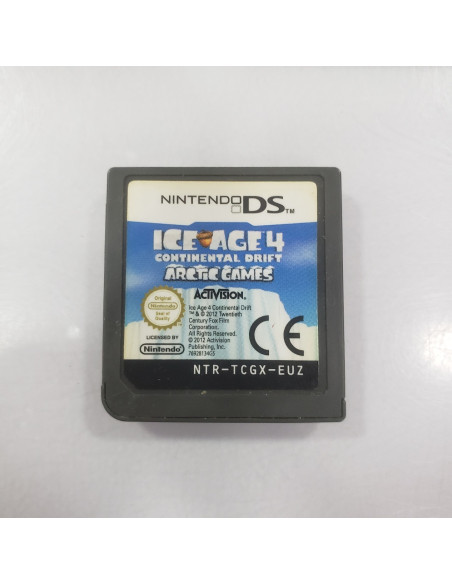 NINTENDO DS TM
ICE AGE 4
CONTINENTAL DRIFT
ARCTIC GAMES
ACTIVISION.
Original
Nintendo
Seal of Quality
LICENSED BY
Nintendo
Ice Age 4 Continental Drift
™ & © 2012 Twentieth
Century Fox Film
Corporation.
All Rights Reserved.
© 2012 Activision
Publishing, Inc.
76928134GS
CE
NTR-TCGX-EUZ